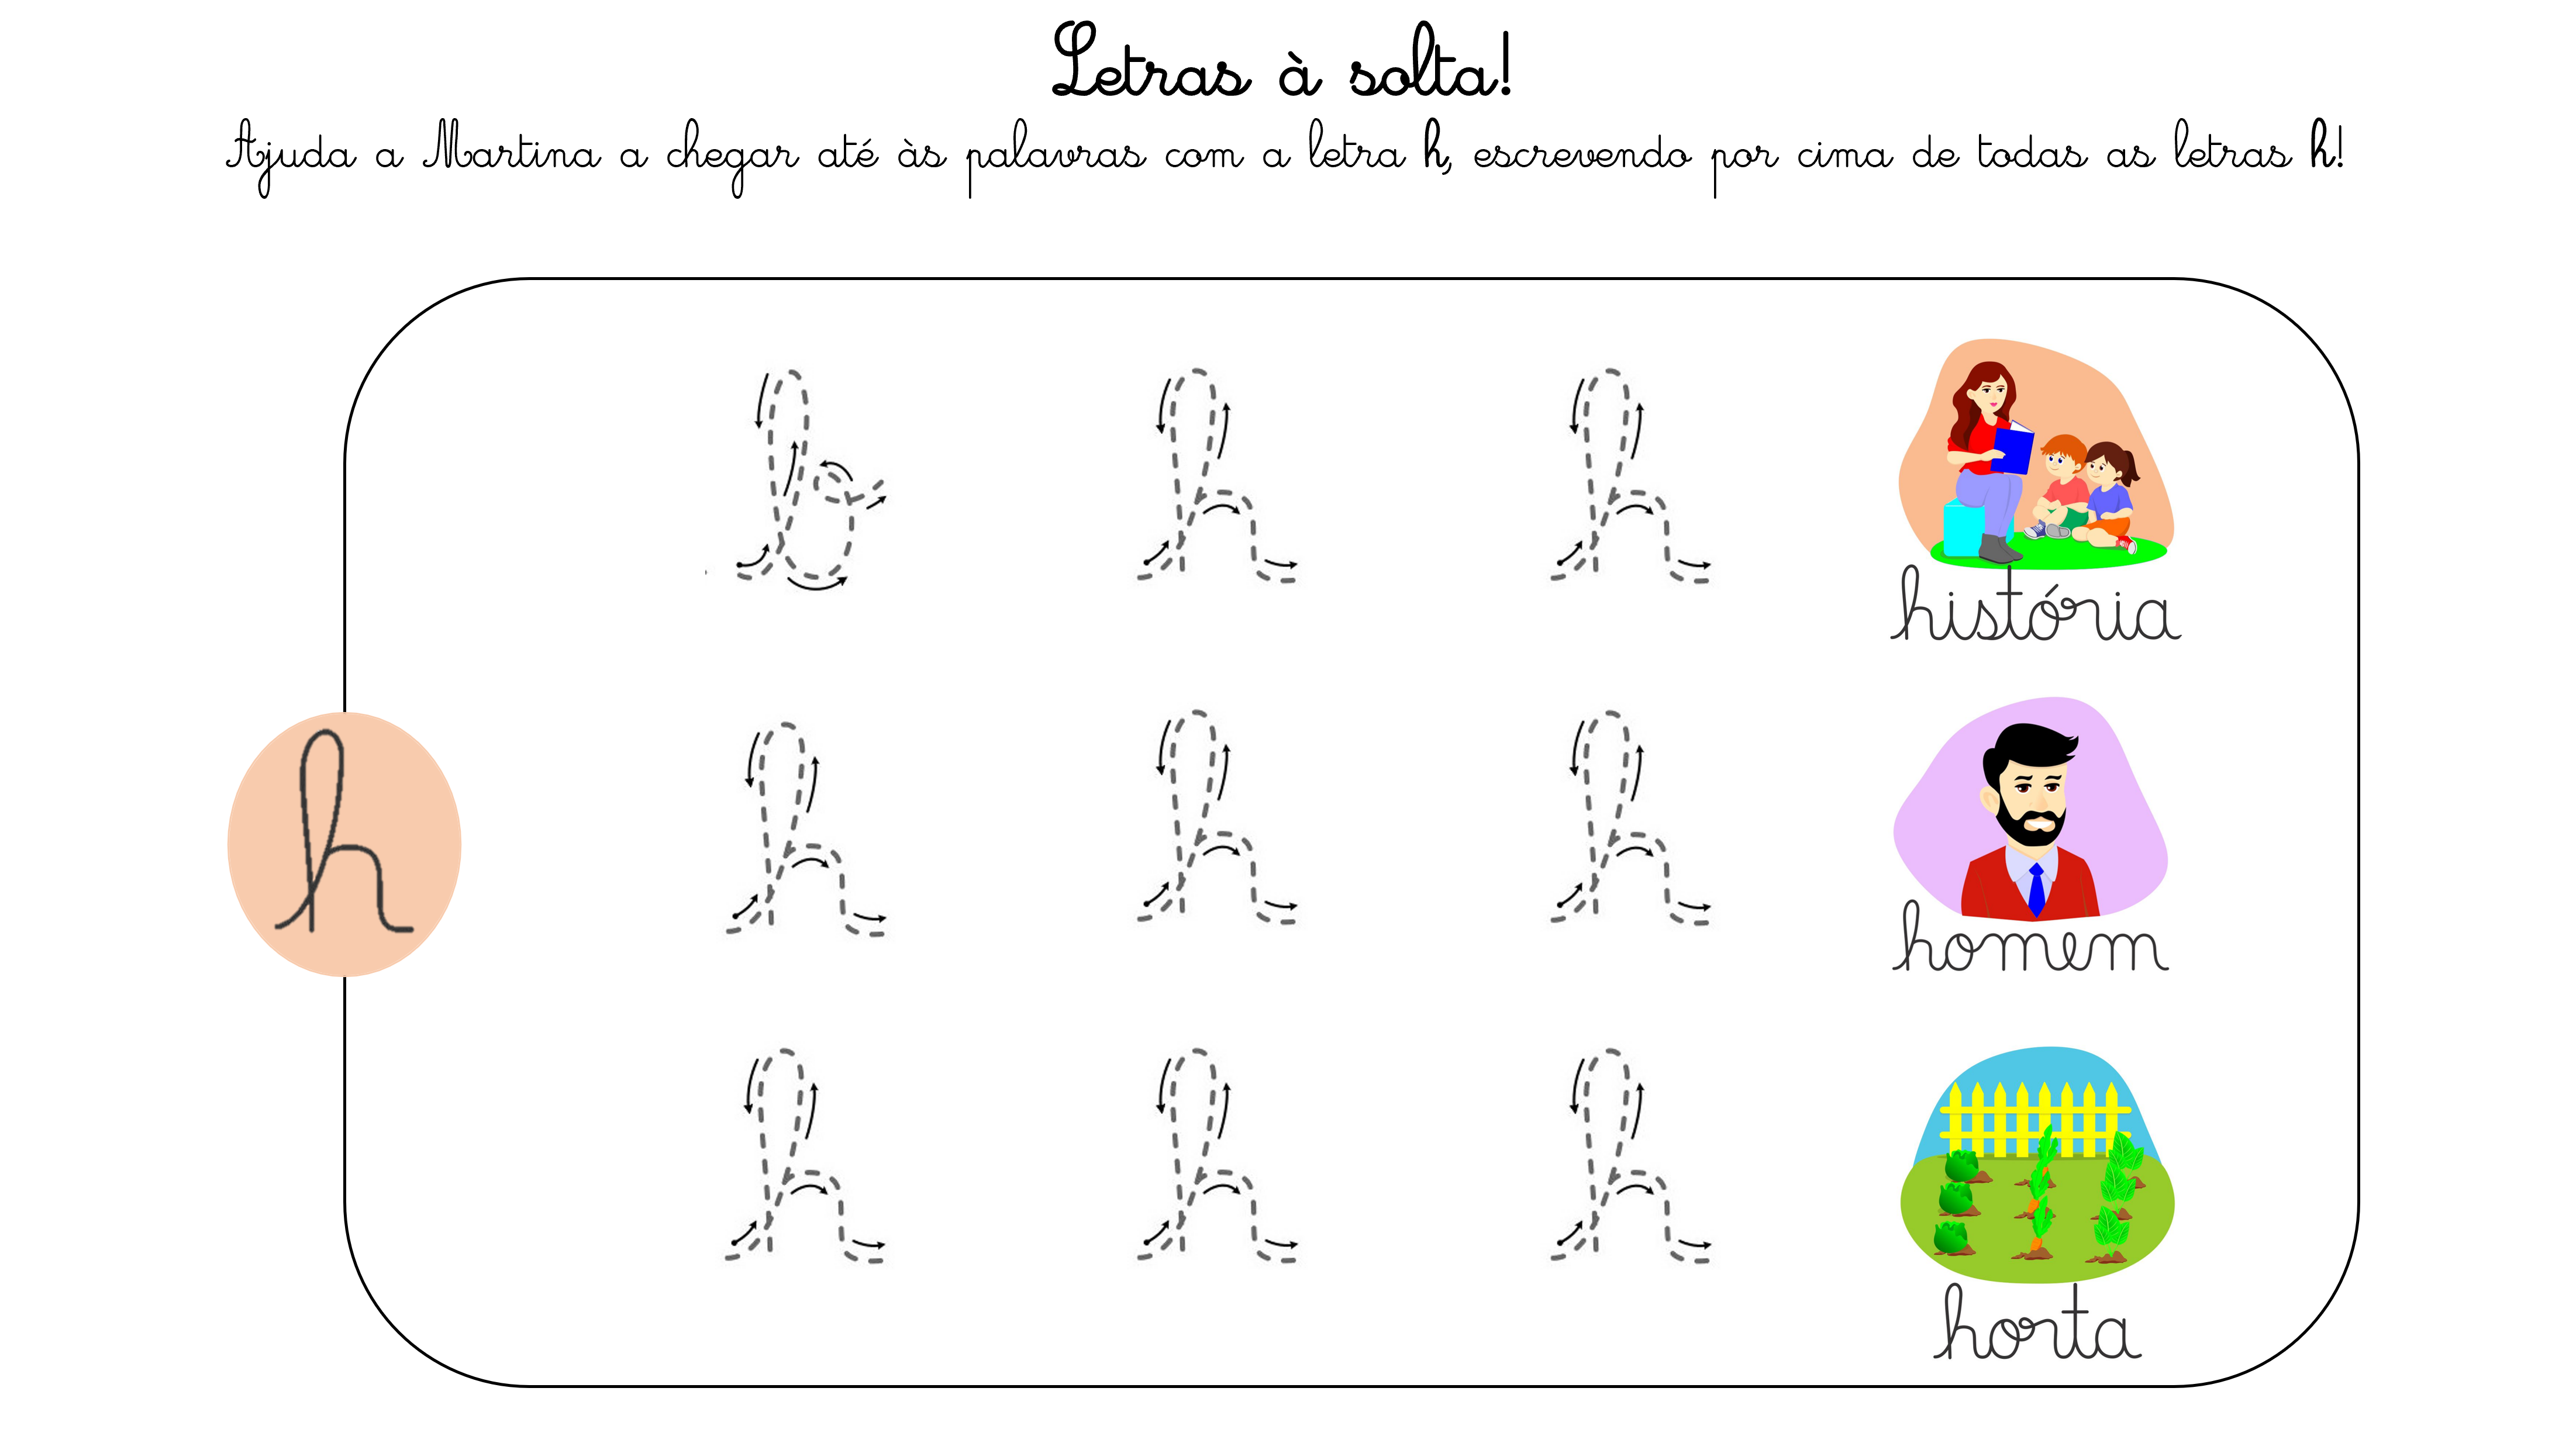 Letras à solta!
Ajuda a Martina a chegar até às palavras com a letra h, escrevendo por cima de todas as letras h!
b h h
história
h
h h h
homem
h h h
horta